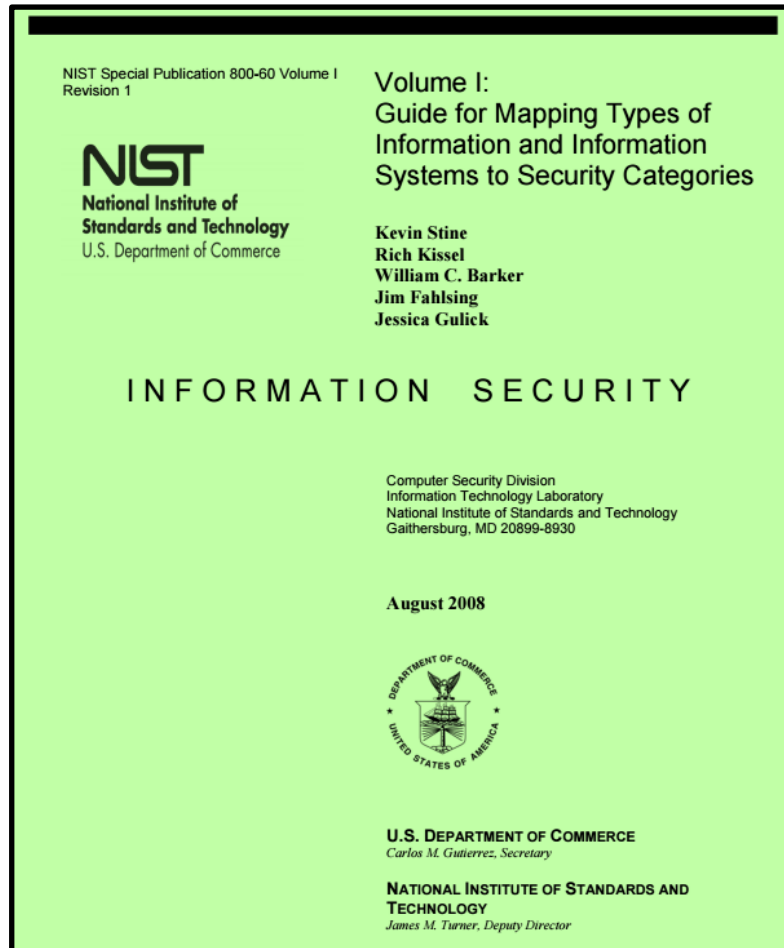 NIST Special Publication 800-60 Volume I
Revision 1
NIST
National Institute of
Standards and Technology
U.S. Department of Commerce
Volume I:
Guide for Mapping Types of
Information and Information
Systems to Security Categories
Kevin Stine
Rich Kissel
William C. Barker
Jim Fahlsing
Jessica Gulick
INFORMATION SECURITY
Computer Security Division
Information Technology Laboratory
National Institute of Standards and Technology
Gaithersburg, MD 20899-8930
August 2008
DEPARTMENT OF COMMERCE
UNITED STATES OF AMERICA
U.S. DEPARTMENT OF COMMERCE
Carlos M. Gutierrez, Secretary
NATIONAL INSTITUTE OF STANDARDS AND
TECHNOLOGY
James M. Turner, Deputy Director